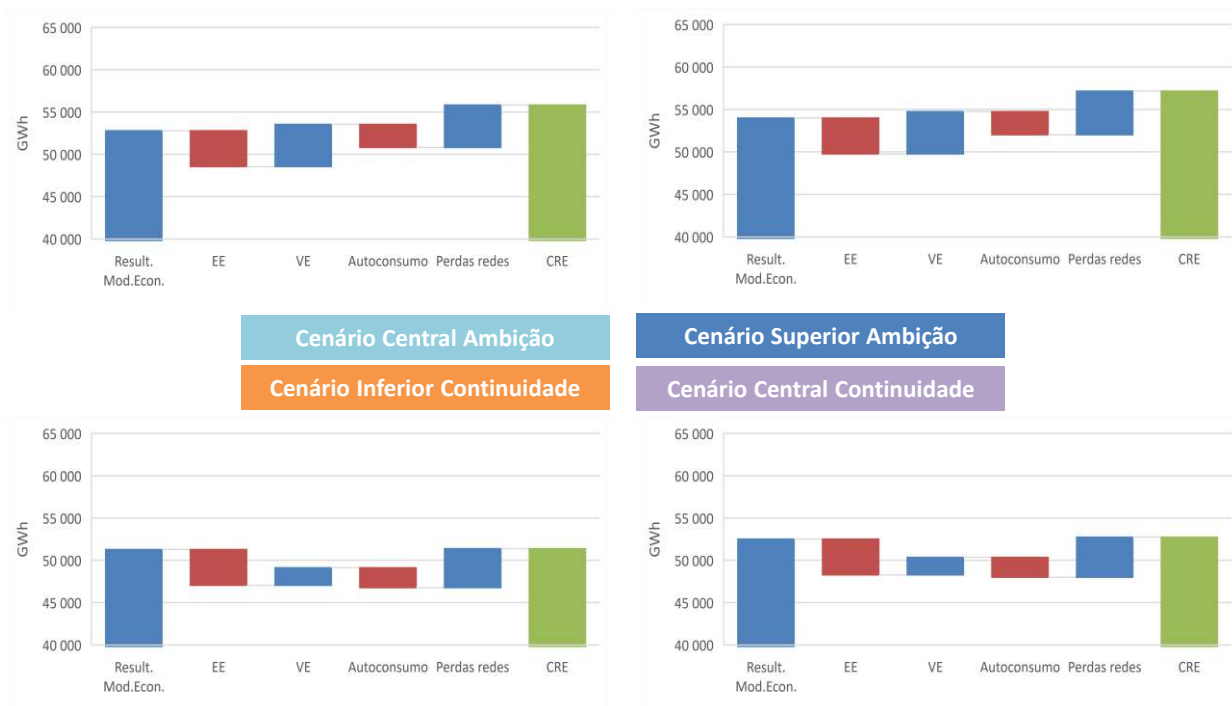 65 000
60 000
55 000
50 000
45 000
40 000
GWh
Result.
Mod.Econ.
EE
VE
Autoconsumo
Perdas redes
CRE
65 000
60 000
55 000
50 000
45 000
40 000
GWh
Result.
Mod.Econ.
EE
VE
Autoconsumo
Perdas redes
CRE
Cenário Central Ambição
Cenário Superior Ambição
Cenário Inferior Continuidade
Cenário Central Continuidade
65 000
60 000
55 000
50 000
45 000
40 000
GWh
Result.
Mod.Econ.
EE
VE
Autoconsumo
Perdas redes
CRE
65 000
60 000
55 000
50 000
45 000
40 000
GWh
Result.
Mod.Econ.
EE
VE
Autoconsumo
Perdas redes
CRE